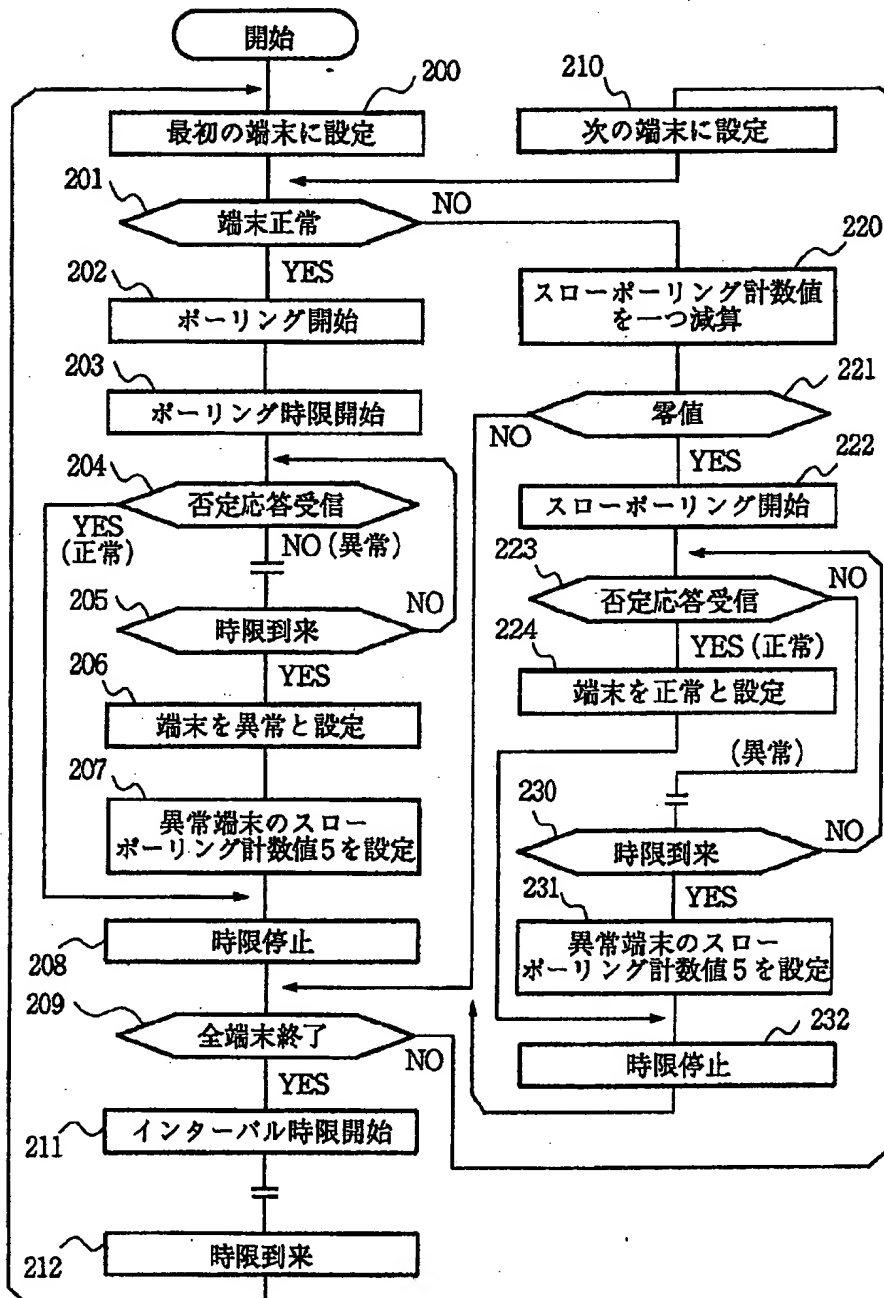 開始
200
最初の端末に設定
201
端末正常
NO
YES
202
ポーリング開始
203
ポーリング時限開始
204
否定応答受信
YES
(正常)
NO (異常)
205
時限到来
NO
YES
206
端末を異常と設定
207
異常端末のスロー
ポーリング計数値5を設定
208
時限停止
209
全端末終了
NO
YES
211
インターバル時限開始
212
時限到来
210
次の端末に設定
220
スローポーリング計数値
を一つ減算
221
零値
NO
YES
222
スローポーリング開始
223
否定応答受信
NO
YES (正常)
224
端末を正常と設定
(異常)
230
時限到来
NO
YES
231
異常端末のスロー
ポーリング計数値5を設定
232
時限停止